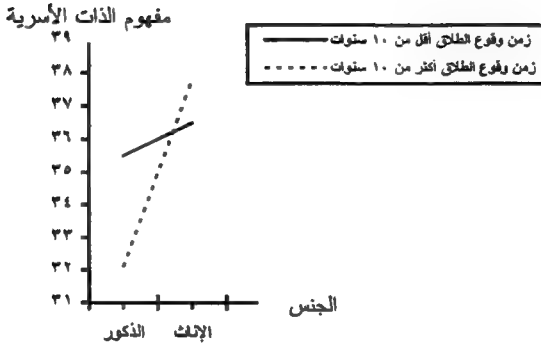 مفهوم الذات الأسرية
زمن وقوع الطلاق أقل من ١٠ سنوات
زمن وقوع الطلاق أكثر من ١٠ سنوات
٣٩
٣٨
٣٧
٣٦
٣٥
٣٤
٣٣
٣٢
٣١
الجنس
الذكور
الإناث